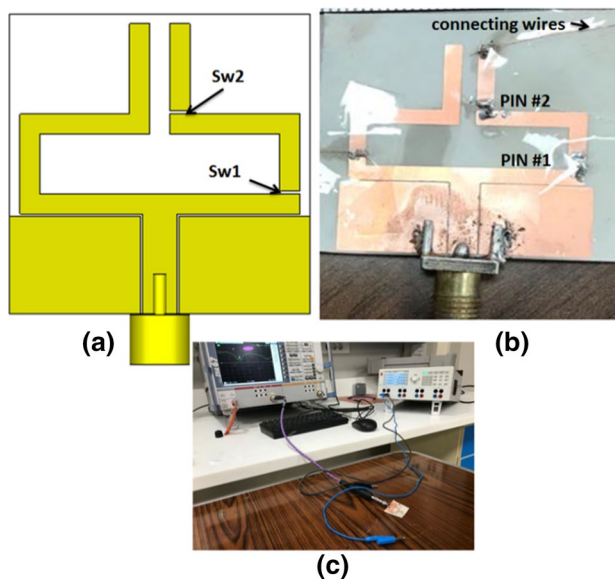 connecting wires
Sw2
PIN #2
Sw1
PIN #1
(a)
(b)
(c)